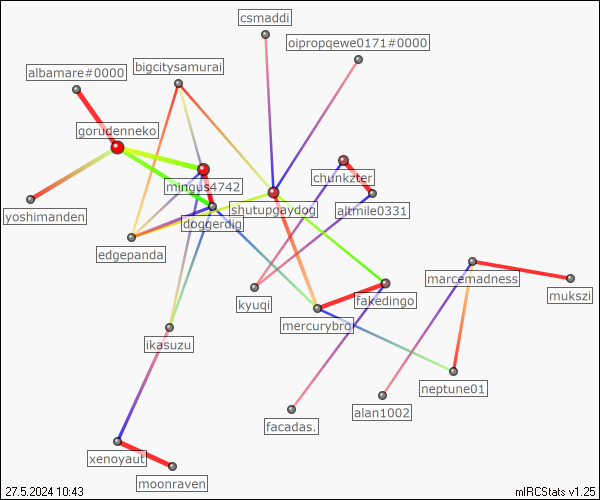 csmaddi
oipropqewe0171#0000
bigcitysamurai
albamare#0000
gorudenneko
chunkzter
mingus4742
shutupgaydog
altmile0331
yoshimanden
doggerdig
edgepanda
marcemadness
mukszi
kyuqi
fakedingo
mercurybro
ikasuzu
neptune01
alan1002
facadas.
xenoyaut
moonraven
27.5.2024 10:43
mIRCStats v1.25